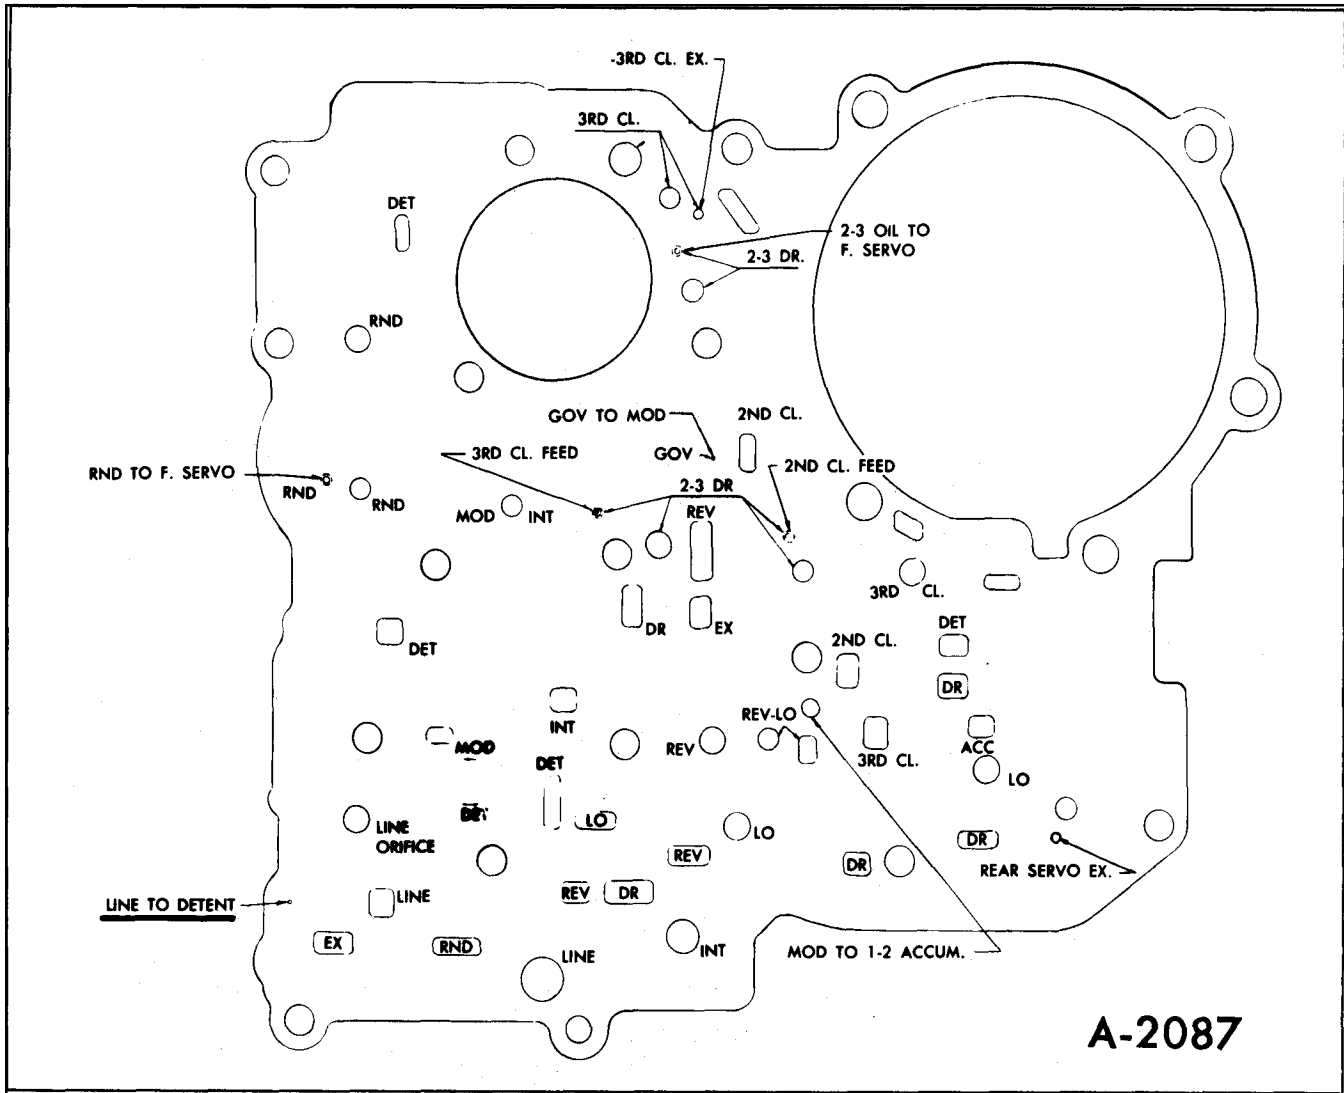 -3RD CL. EX.
3RD CL.
DET
2-3 OIL TO
F. SERVO
2-3 DR.
RND
GOV TO MOD
2ND CL.
3RD CL. FEED
GOV
2ND CL. FEED
RND TO F. SERVO
RND
RND
2-3 DR
MOD
INT
REV
3RD CL.
DR
EX
DET
DET
2ND CL.
DR
INT
REV-LO
MOD
REV
3RD CL.
ACC
DET
LO
DET
LO
LO
LINE
ORIFICE
REV
DR
DR
REAR SERVO EX.
LINE TO DETENT
LINE
REV
DR
EX
RND
LINE
INT
MOD TO 1-2 ACCUM.
A-2087